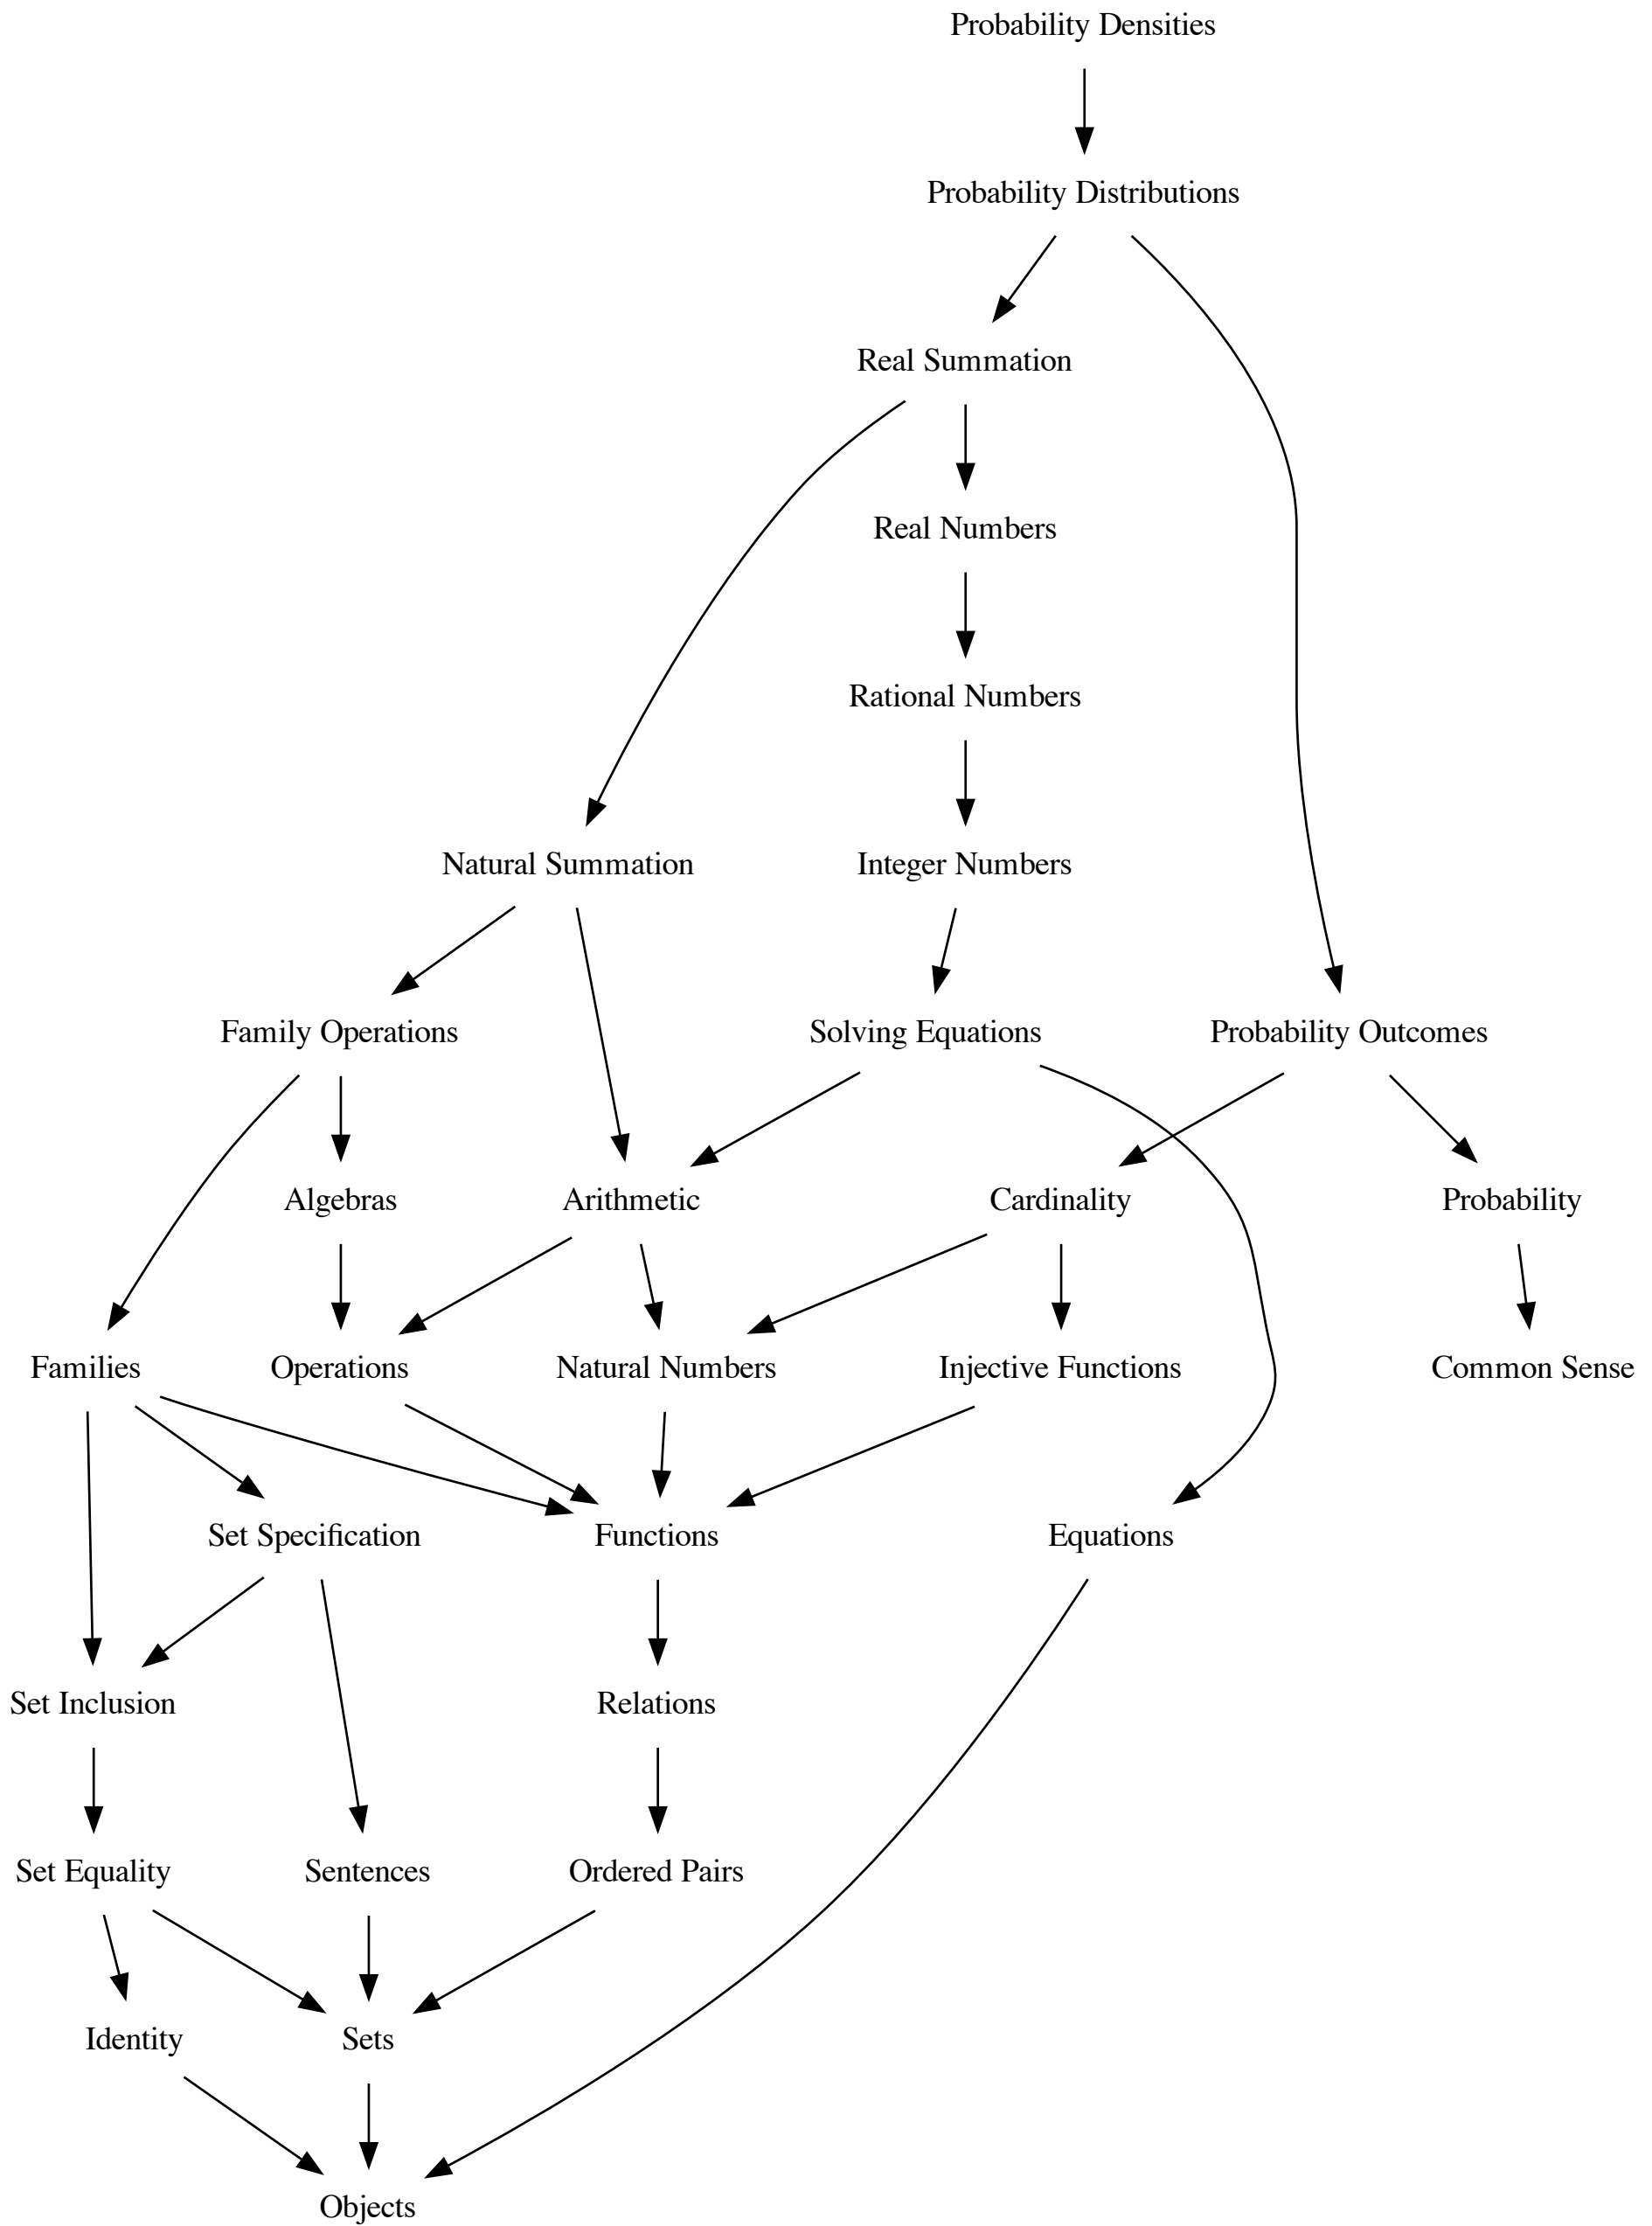 Probability Densities
Probability Distributions
Real Summation
Real Numbers
Rational Numbers
Natural Summation
Integer Numbers
Family Operations
Solving Equations
Probability Outcomes
Algebras
Arithmetic
Cardinality
Probability
Families
Operations
Natural Numbers
Injective Functions
Common Sense
Set Specification
Functions
Equations
Set Inclusion
Relations
Set Equality
Sentences
Ordered Pairs
Identity
Sets
Objects